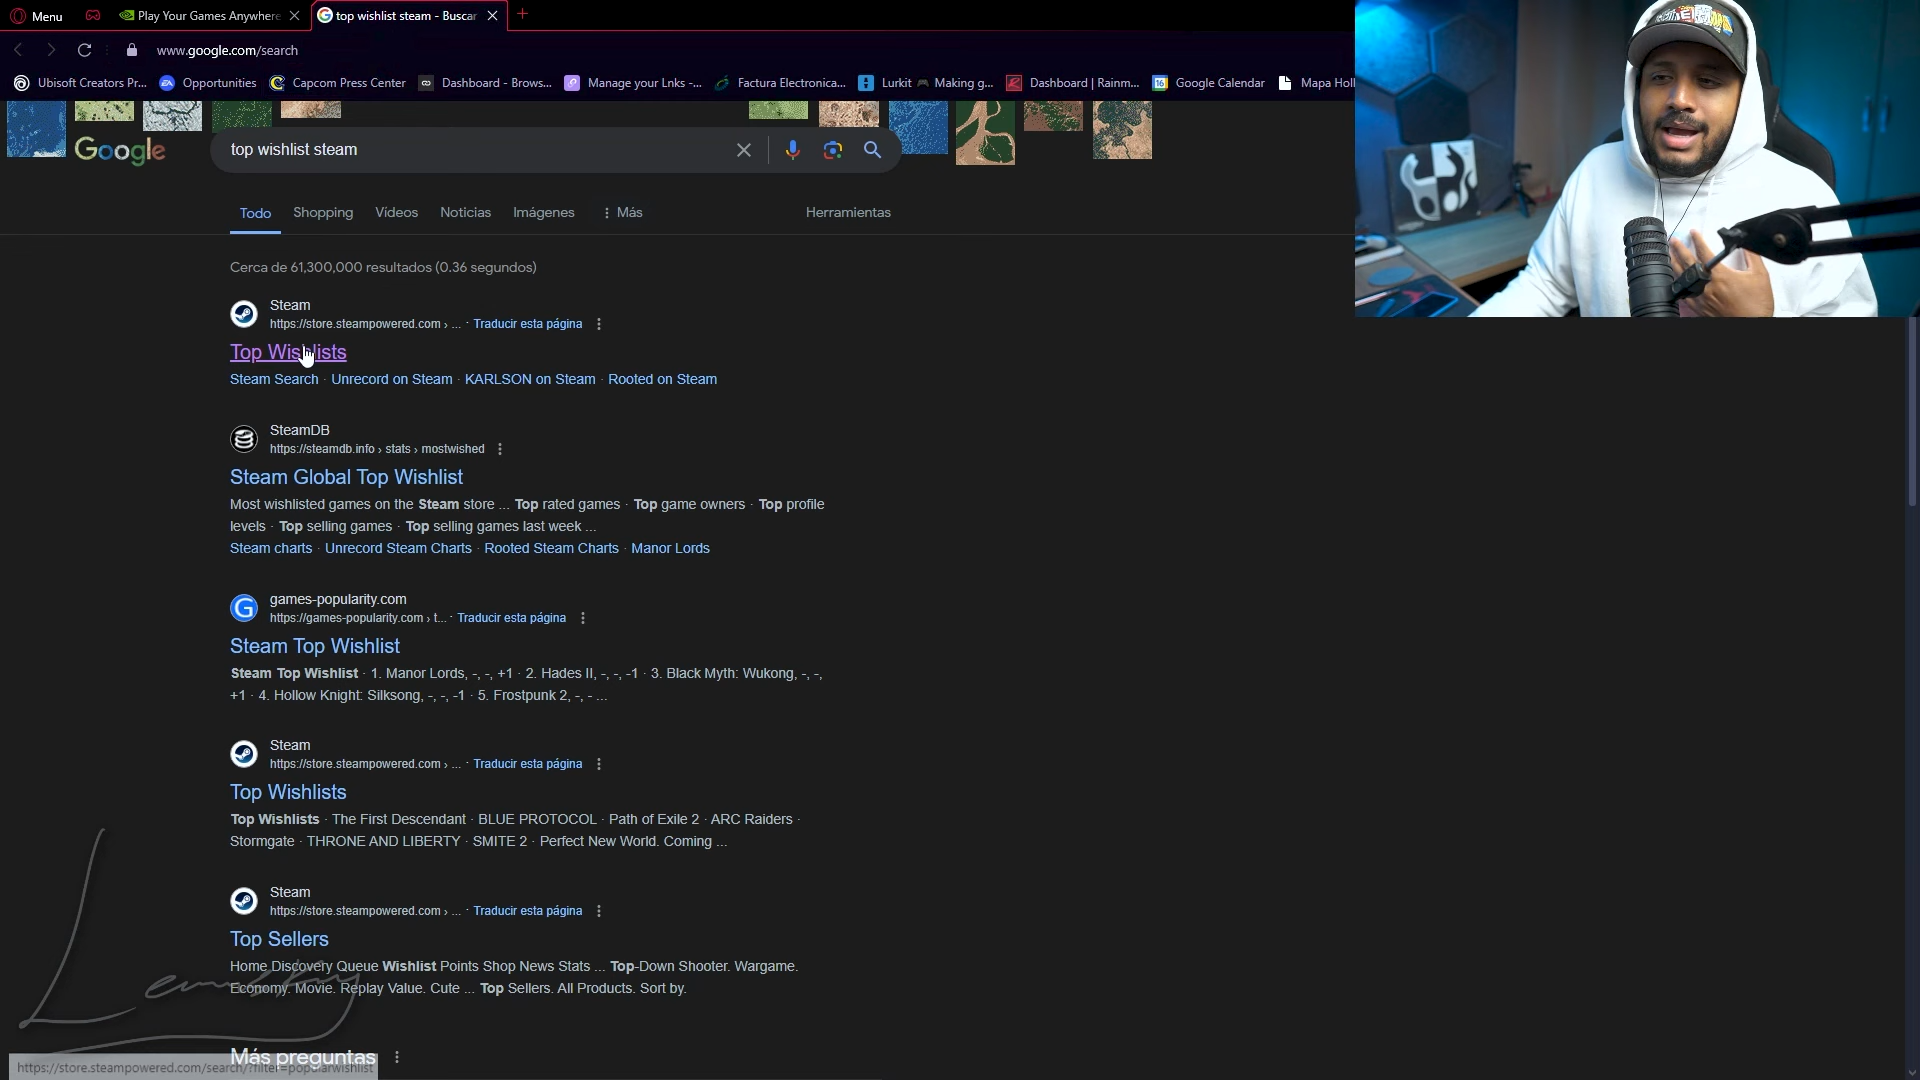 Menu
Play Your Games Anywhere
top wishlist steam - Buscar
www.google.com/search
Ubisoft Creators Pr...
Opportunities
Capcom Press Center
Dashboard - Brows...
Manage your Lnks -...
Factura Electronica...
Lurkit 🎮 Making g...
Dashboard | Rainm...
Google Calendar
Mapa Holl
Google
top wishlist steam
Todo
Shopping
Vídeos
Noticias
Imágenes
Más
Herramientas
Cerca de 61,300,000 resultados (0.36 segundos)
Steam
https://store.steampowered.com › ... · Traducir esta página
Top Wishlists
Steam Search · Unrecord on Steam · KARLSON on Steam · Rooted on Steam
SteamDB
https://steamdb.info › stats › mostwished
Steam Global Top Wishlist
Most wishlisted games on the Steam store ... Top rated games · Top game owners · Top profile
levels · Top selling games · Top selling games last week ...
Steam charts · Unrecord Steam Charts · Rooted Steam Charts · Manor Lords
games-popularity.com
https://games-popularity.com › t... · Traducir esta página
Steam Top Wishlist
Steam Top Wishlist · 1. Manor Lords, -, -, +1 · 2. Hades II, -, -, -1 · 3. Black Myth: Wukong, -, -,
+1 · 4. Hollow Knight: Silksong, -, -, -1 · 5. Frostpunk 2, -, - ...
Steam
https://store.steampowered.com › ... · Traducir esta página
Top Wishlists
Top Wishlists · The First Descendant · BLUE PROTOCOL · Path of Exile 2 · ARC Raiders ·
Stormgate · THRONE AND LIBERTY · SMITE 2 · Perfect New World. Coming ...
Steam
https://store.steampowered.com › ... · Traducir esta página
Top Sellers
Home Discovery Queue Wishlist Points Shop News Stats ... Top-Down Shooter. Wargame.
Economy. Movie. Replay Value. Cute ... Top Sellers. All Products. Sort by.
Más preguntas
https://store.steampowered.com/search/?filter=popularwishlist